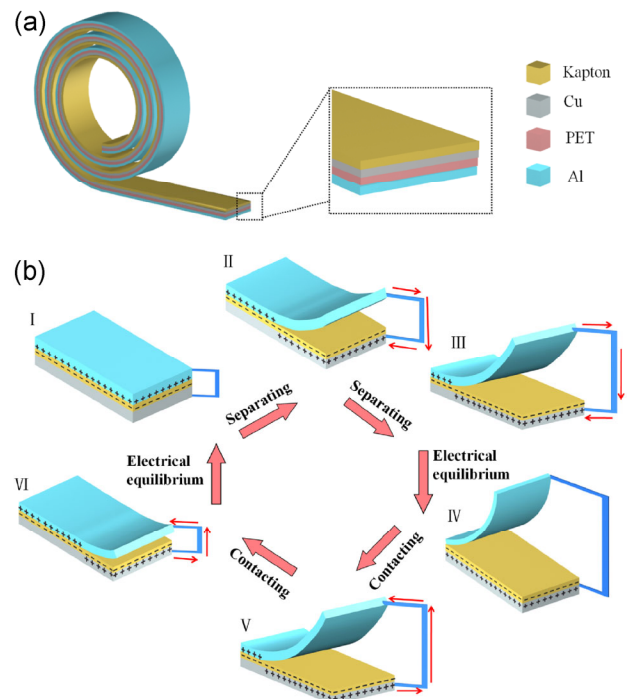 (a)
Kapton
Cu
PET
Al
(b)
I
II
III
Separating
Separating
Electrical
equilibrium
Electrical
equilibrium
VI
IV
Contacting
Contacting
V